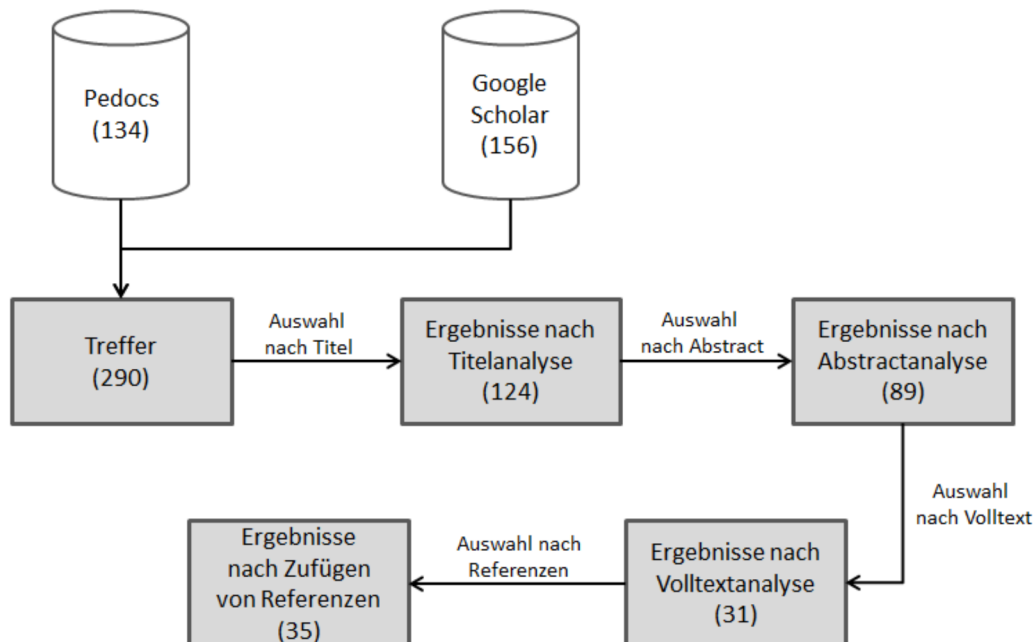 Pedocs
(134)
Google
Scholar
(156)
Treffer
(290)
Auswahl
nach Titel
Ergebnisse nach
Titelanalyse
(124)
Auswahl
nach Abstract
Ergebnisse nach
Abstractanalyse
(89)
Auswahl
nach Volltext
Ergebnisse nach
Volltextanalyse
(31)
Auswahl nach
Referenzen
Ergebnisse
nach Zufügen
von Referenzen
(35)